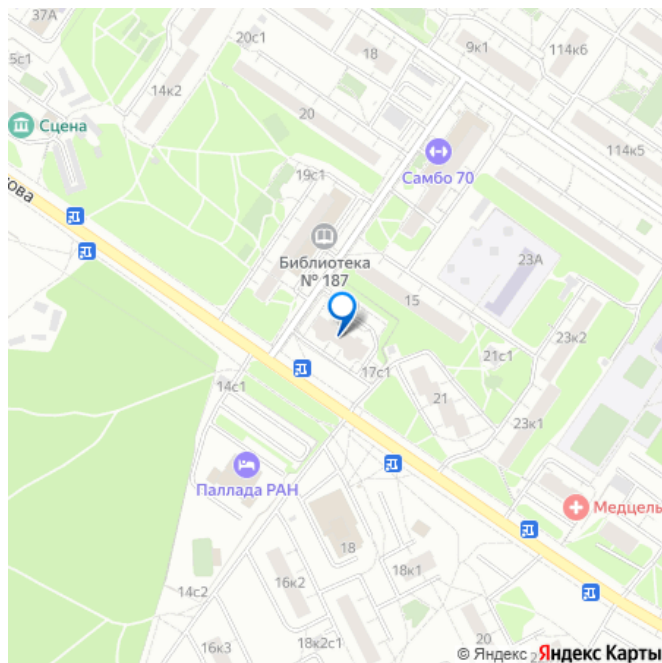 37А
20с1
18
9к1
114к6
5с1
14к2
20
114к5
Сцена
Самбо 70
19с1
ова
Библиотека
№ 187
23А
15
23к2
21с1
17с1
14с1
21
23к1
Паллада РАН
Медцель
18
18к1
14с2
16к2
16к3
18к2с1
20
© Яндекс
Яндекс Карты